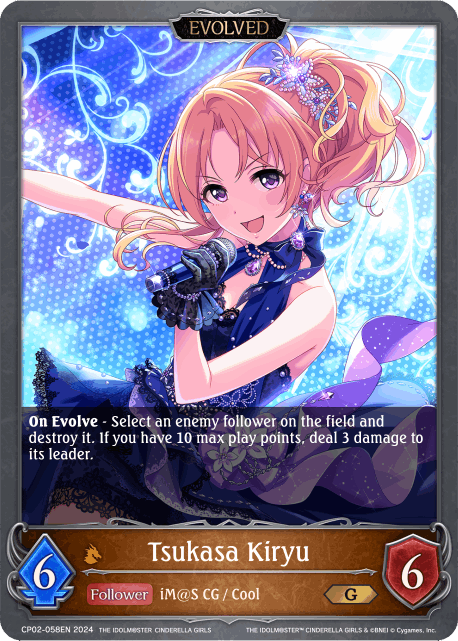 EVOLVED
On Evolve - Select an enemy follower on the field and
destroy it. If you have 10 max play points, deal 3 damage to
its leader.
Tsukasa Kiryu
6
Follower
iM@S CG / Cool
G
6
CP02-058EN 2024 THE IDOLM@STER CINDERELLA GIRLS THE IDOLM@STER™ CINDERELLA GIRLS & ©BNEI © Cygames, Inc.